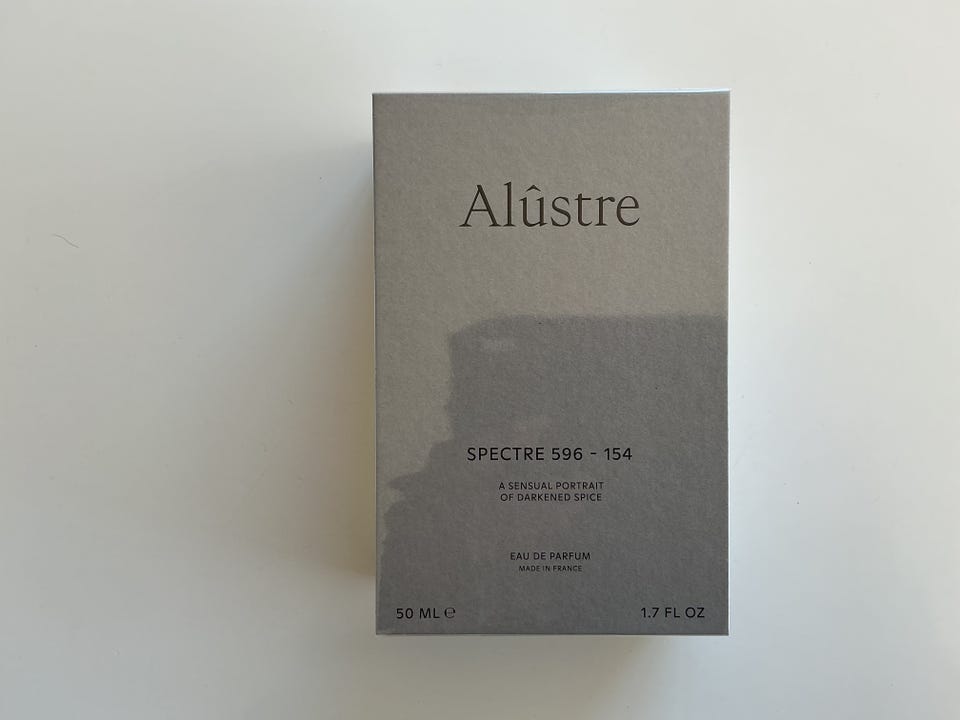 Alûstre
SPECTRE 596 - 154
A SENSUAL PORTRAIT
OF DARKENED SPICE
EAU DE PARFUM
MADE IN FRANCE
50 ML ℮ 1.7 FL OZ